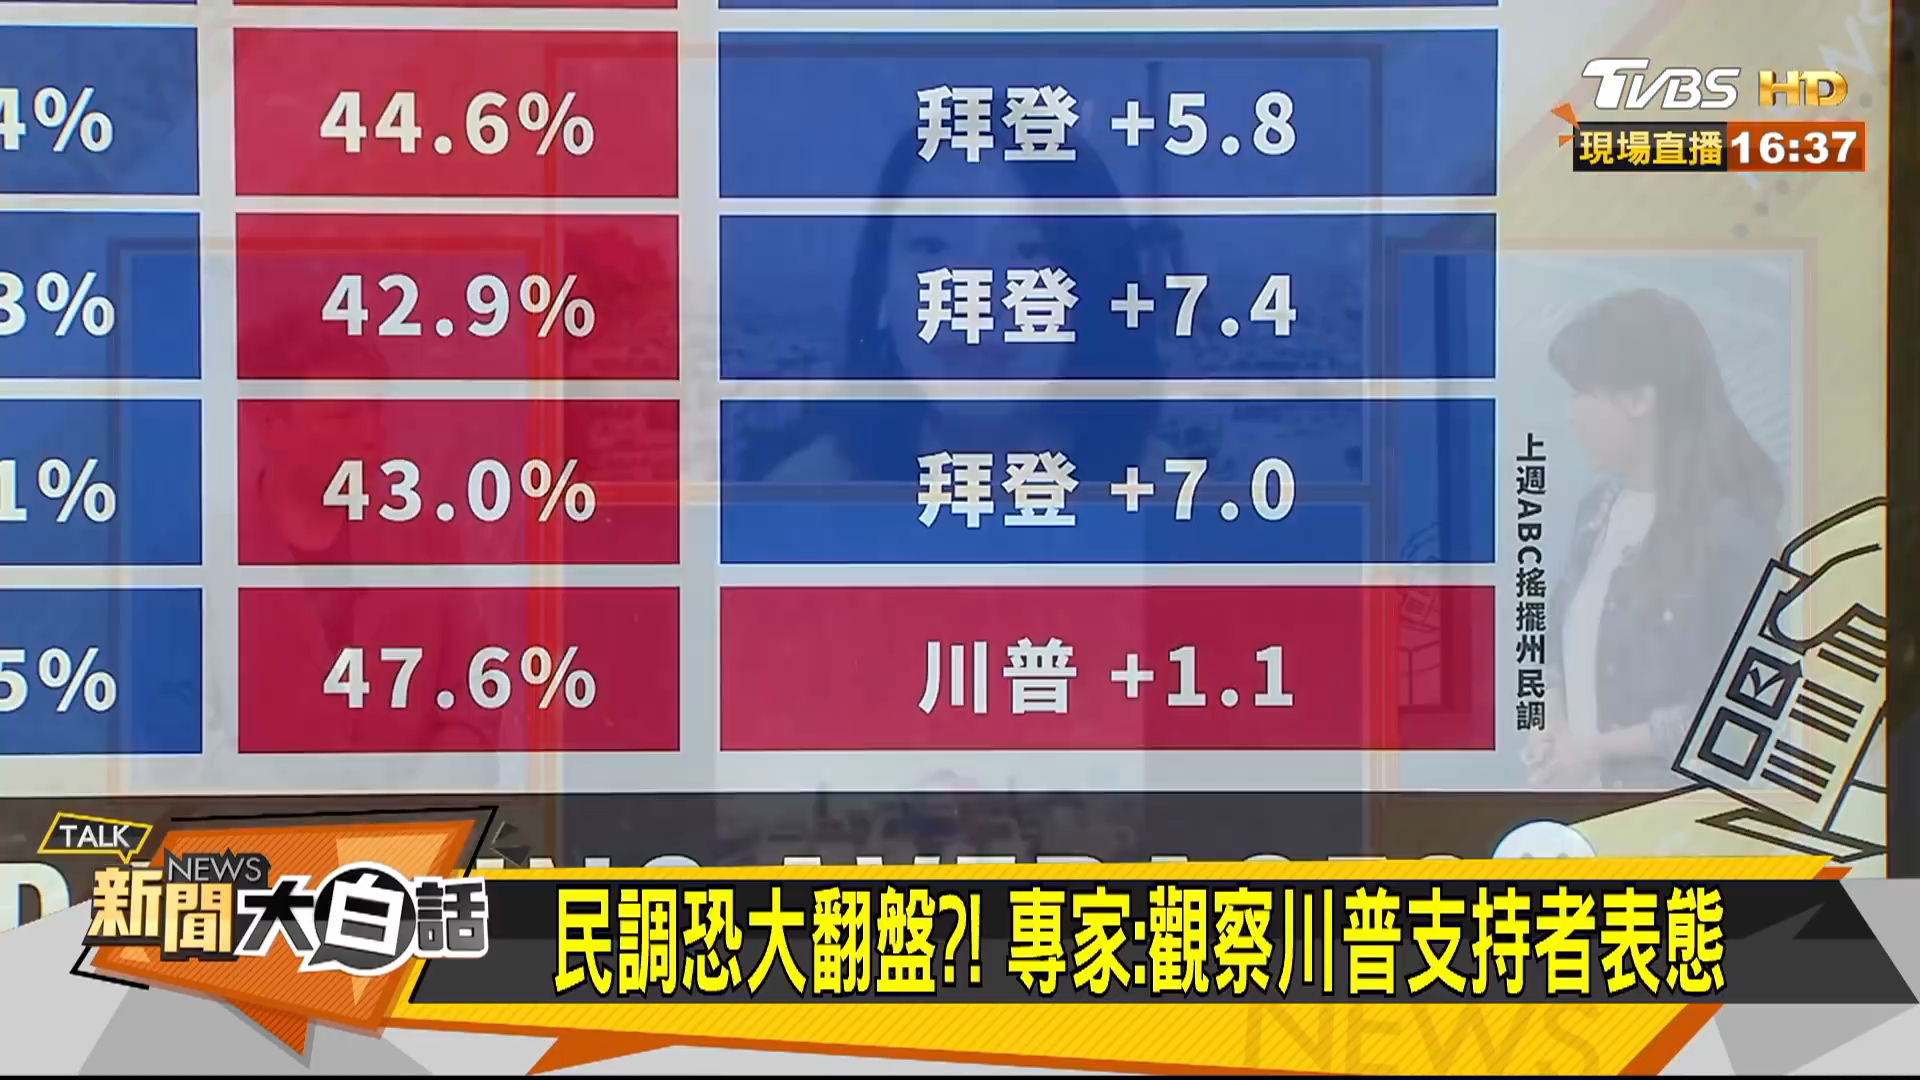 TVBS HD
現場直播 16:37
4% 44.6% 拜登 +5.8
3% 42.9% 拜登 +7.4
1% 43.0% 拜登 +7.0
5% 47.6% 川普 +1.1
上週ABC搖擺州民調
TALK
NEWS
新聞大白話
民調恐大翻盤?! 專家:觀察川普支持者表態
NEWS